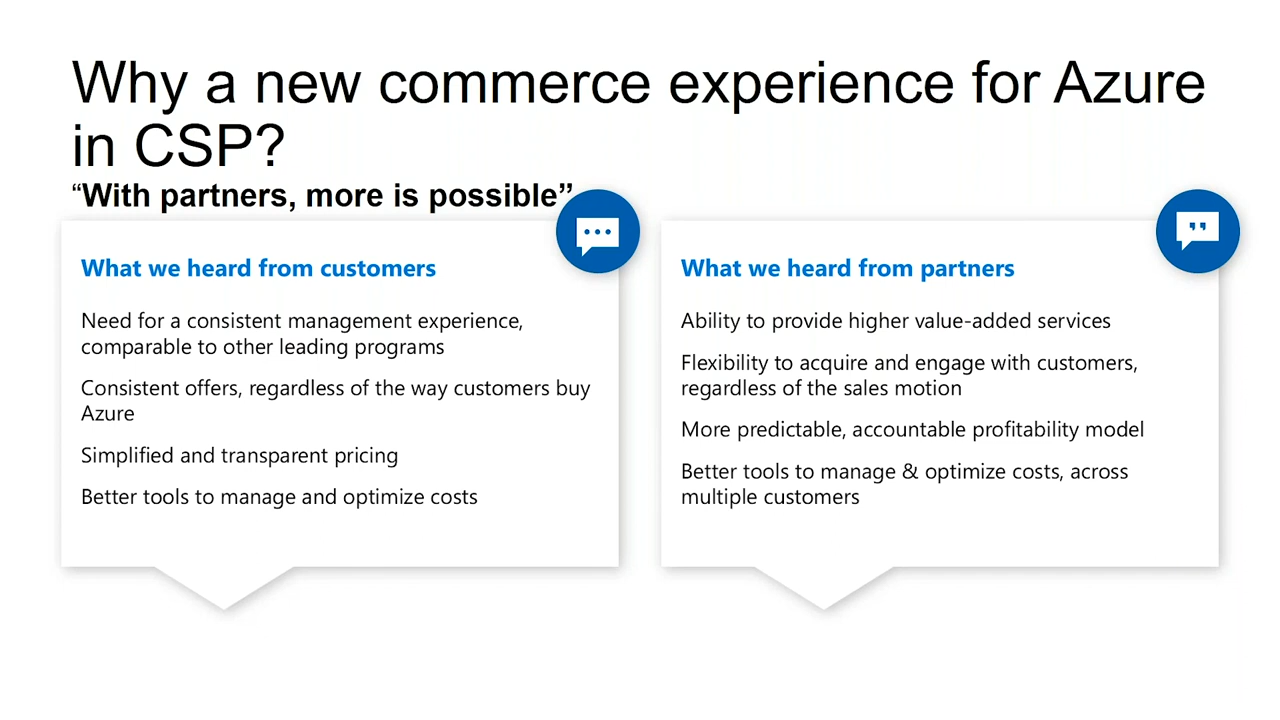 Why a new commerce experience for Azure
in CSP?
“With partners, more is possible”
What we heard from customers
Need for a consistent management experience,
comparable to other leading programs
Consistent offers, regardless of the way customers buy
Azure
Simplified and transparent pricing
Better tools to manage and optimize costs
What we heard from partners
Ability to provide higher value-added services
Flexibility to acquire and engage with customers,
regardless of the sales motion
More predictable, accountable profitability model
Better tools to manage & optimize costs, across
multiple customers